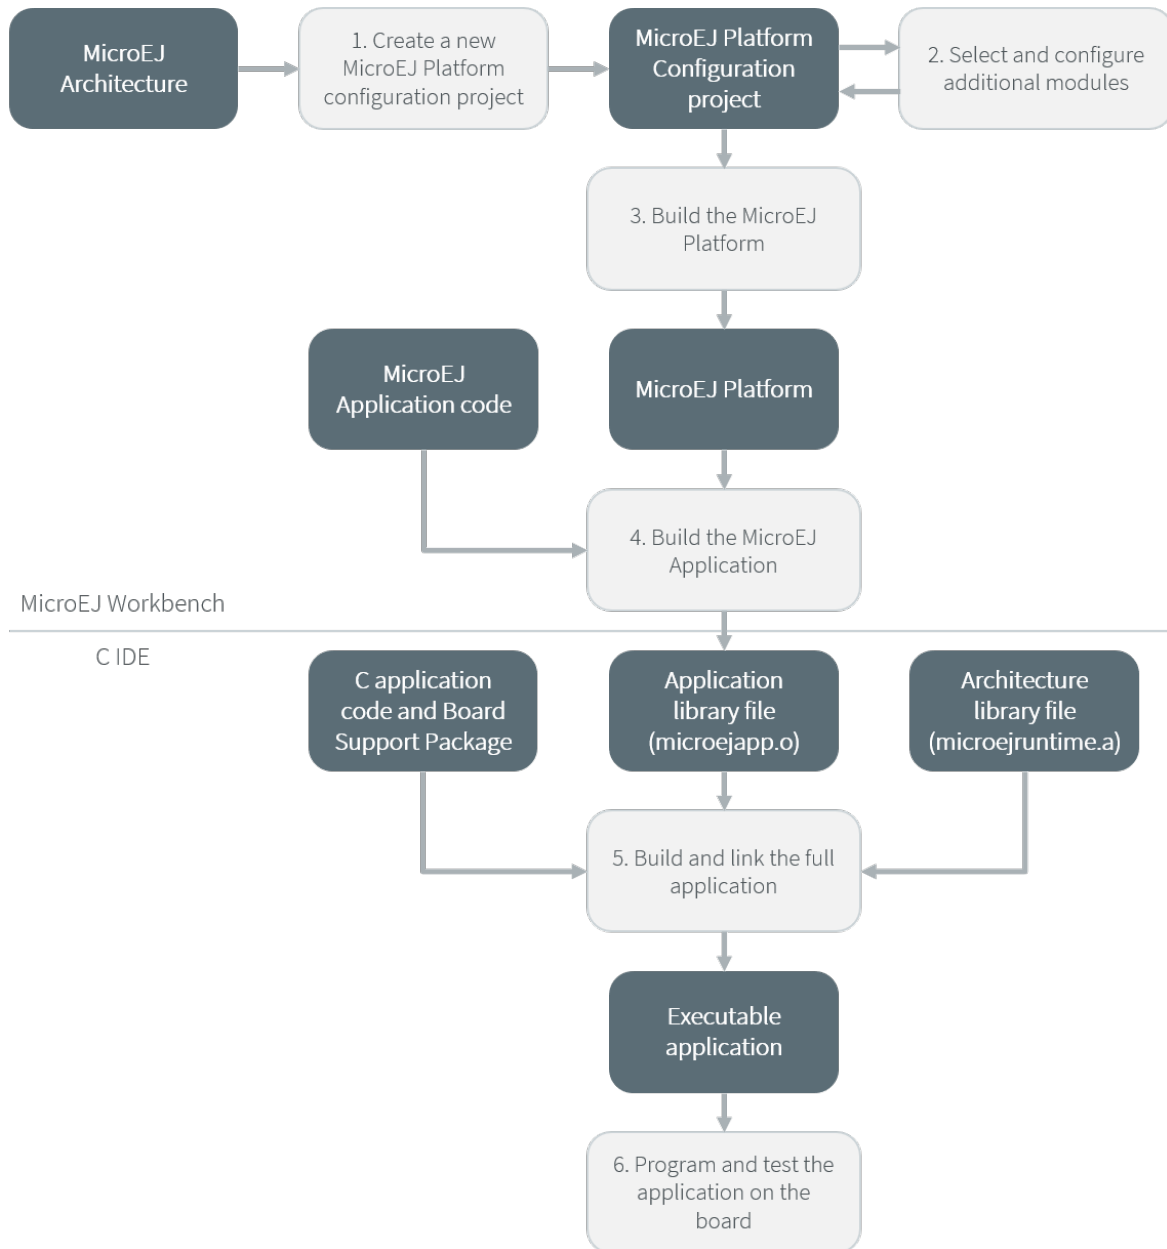 MicroEJ
Architecture
1. Create a new
MicroEJ Platform
configuration project
MicroEJ Platform
Configuration
project
2. Select and configure
additional modules
3. Build the MicroEJ
Platform
MicroEJ
Application code
MicroEJ Platform
4. Build the MicroEJ
Application
MicroEJ Workbench
C IDE
C application
code and Board
Support Package
Application
library file
(microejapp.o)
Architecture
library file
(microejruntime.a)
5. Build and link the full
application
Executable
application
6. Program and test the
application on the
board